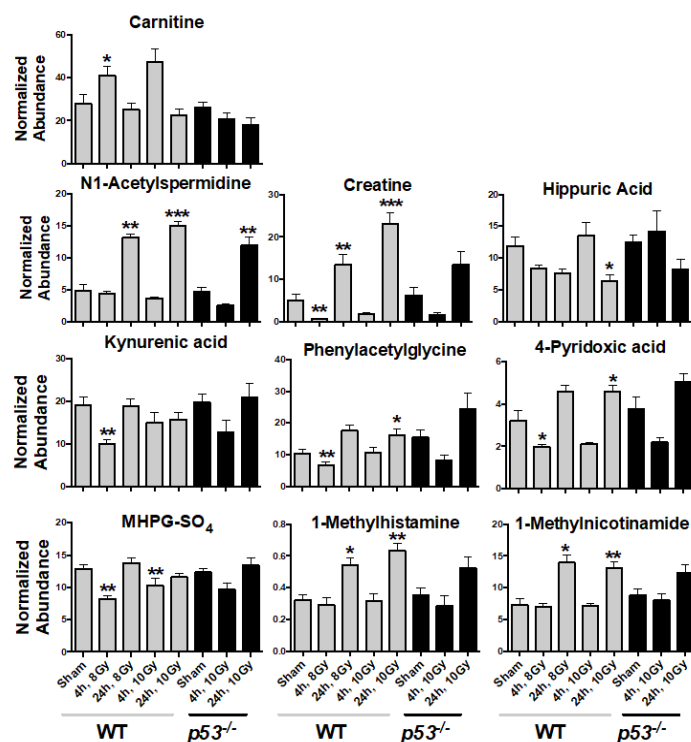 Carnitine
Normalized
Abundance
60
40
20
0
*
N1-Acetylspermidine
Creatine
Hippuric Acid
Normalized
Abundance
20
15
10
5
0
** *** **
30
20
10
0
** ** ***
20
15
10
5
0
*
Kynurenic acid
Phenylacetylglycine
4-Pyridoxic acid
Normalized
Abundance
30
20
10
0
**
40
30
20
10
0
** *
6
4
2
0
* *
MHPG-SO4
1-Methylhistamine
1-Methylnicotinamide
Normalized
Abundance
20
15
10
5
0
** **
0.8
0.6
0.4
0.2
0.0
* **
20
15
10
5
0
* **
Sham 4h, 8Gy 24h, 8Gy 4h, 10Gy 24h, 10Gy Sham 4h, 10Gy 24h, 10Gy
Sham 4h, 8Gy 24h, 8Gy 4h, 10Gy 24h, 10Gy Sham 4h, 10Gy 24h, 10Gy
Sham 4h, 8Gy 24h, 8Gy 4h, 10Gy 24h, 10Gy Sham 4h, 10Gy 24h, 10Gy
WT p53-/- WT p53-/- WT p53-/-